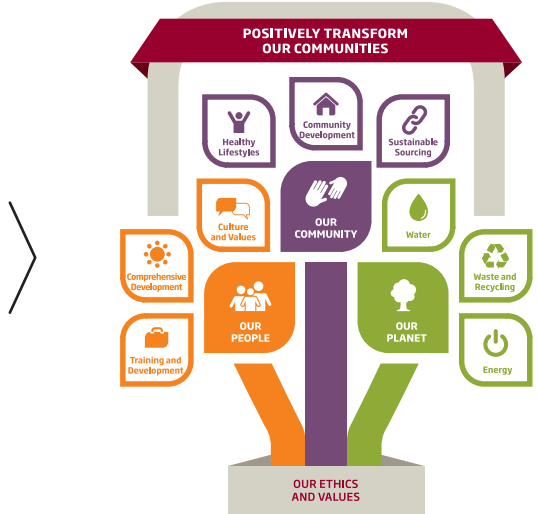 POSITIVELY TRANSFORM
OUR COMMUNITIES
Community
Development
Healthy
Lifestyles
Sustainable
Sourcing
OUR
COMMUNITY
Culture
and Values
Water
Comprehensive
Development
Waste and
Recycling
OUR
PEOPLE
OUR
PLANET
Training and
Development
Energy
OUR ETHICS
AND VALUES